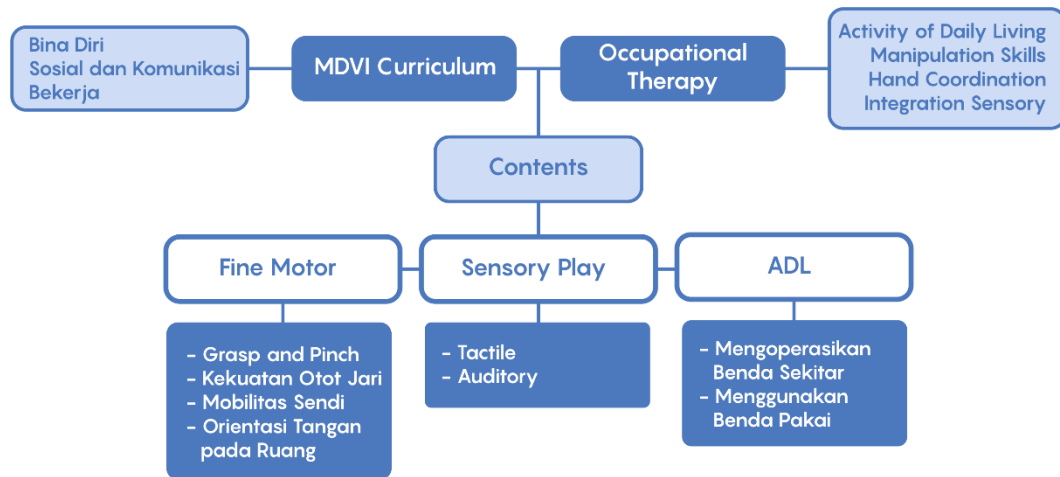 Bina Diri
Sosial dan Komunikasi
Bekerja
MDVI Curriculum
Occupational
Therapy
Activity of Daily Living
Manipulation Skills
Hand Coordination
Integration Sensory
Contents
Fine Motor
Sensory Play
ADL
- Grasp and Pinch
- Kekuatan Otot Jari
- Mobilitas Sendi
- Orientasi Tangan
pada Ruang
- Tactile
- Auditory
- Mengoperasikan
Benda Sekitar
- Menggunakan
Benda Pakai